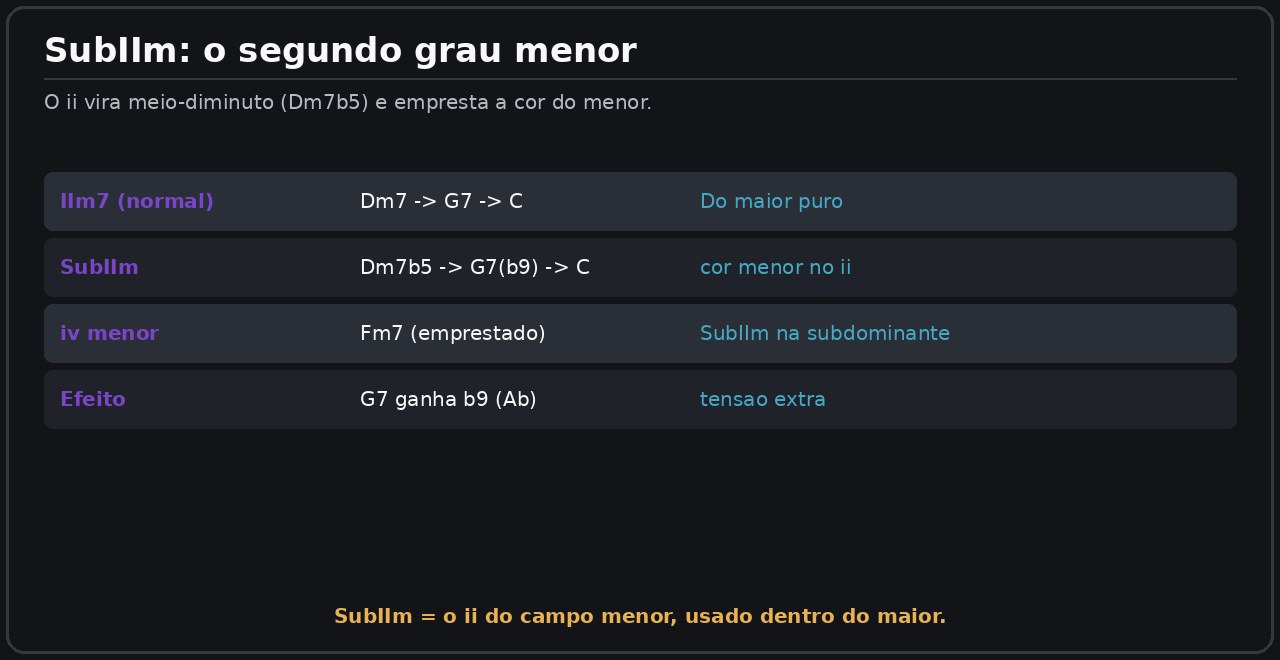 SubIIm: o segundo grau menor
O ii vira meio-diminuto (Dm7b5) e empresta a cor do menor.
IIm7 (normal) Dm7 -> G7 -> C Do maior puro
SubIIm Dm7b5 -> G7(b9) -> C cor menor no ii
iv menor Fm7 (emprestado) SubIIm na subdominante
Efeito G7 ganha b9 (Ab) tensao extra
SubIIm = o ii do campo menor, usado dentro do maior.